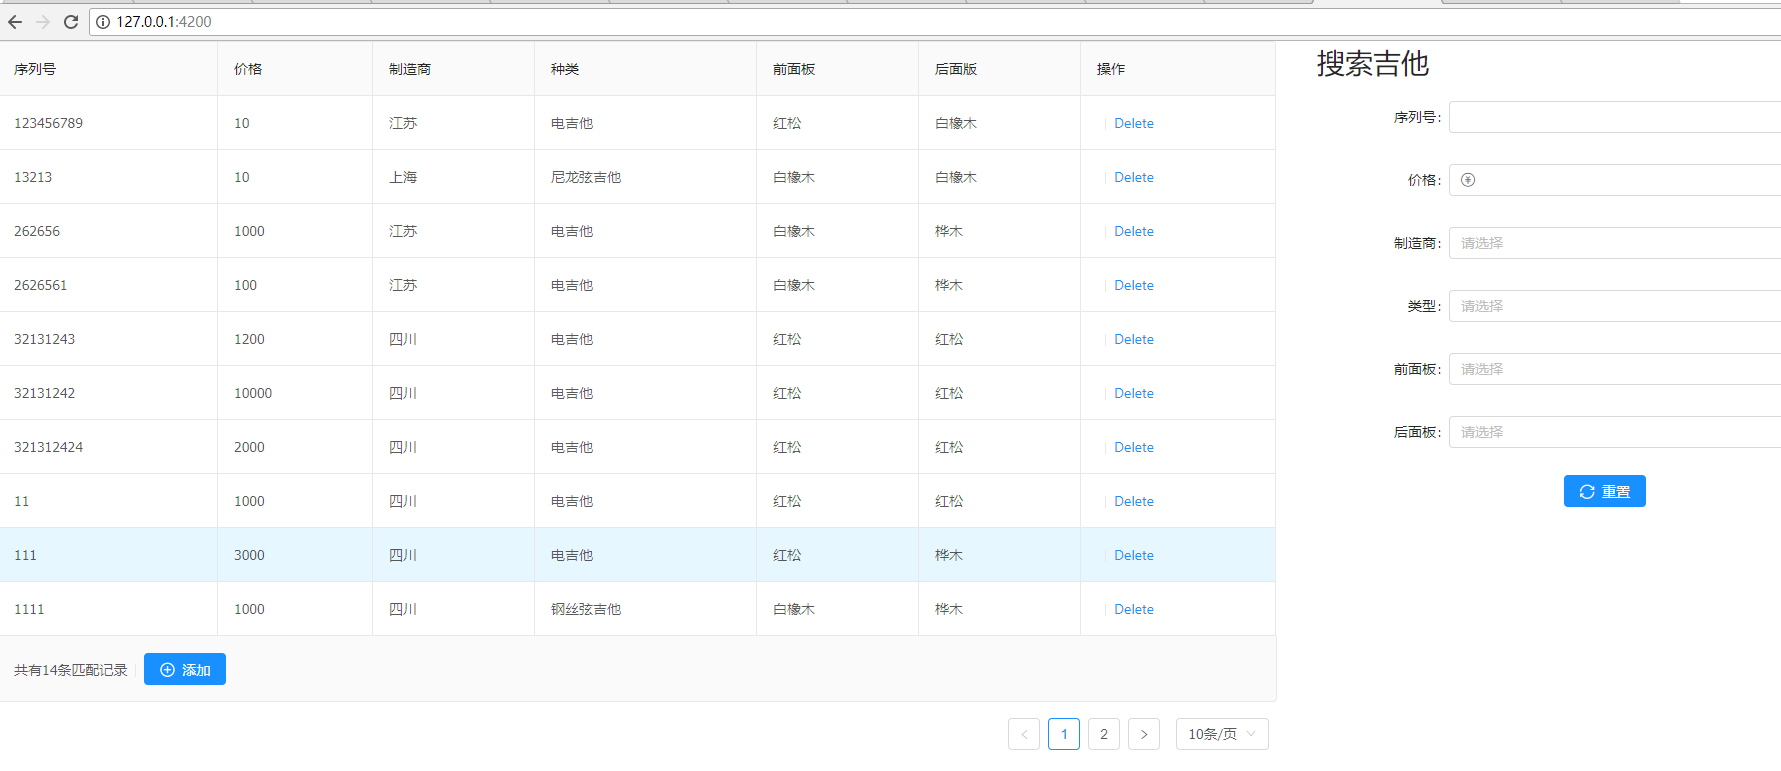 127.0.0.1:4200
序列号 价格 制造商 种类 前面板 后面版 操作
123456789 10 江苏 电吉他 红松 白橡木 Delete
13213 10 上海 尼龙弦吉他 白橡木 白橡木 Delete
262656 1000 江苏 电吉他 白橡木 桦木 Delete
2626561 100 江苏 电吉他 白橡木 桦木 Delete
32131243 1200 四川 电吉他 红松 红松 Delete
32131242 10000 四川 电吉他 红松 红松 Delete
321312424 2000 四川 电吉他 红松 红松 Delete
11 1000 四川 电吉他 红松 红松 Delete
111 3000 四川 电吉他 红松 桦木 Delete
1111 1000 四川 钢丝弦吉他 白橡木 桦木 Delete
共有14条匹配记录 添加
< 1 2 > 10条/页
搜索吉他
序列号:
价格: ¥
制造商: 请选择
类型: 请选择
前面板: 请选择
后面板: 请选择
重置